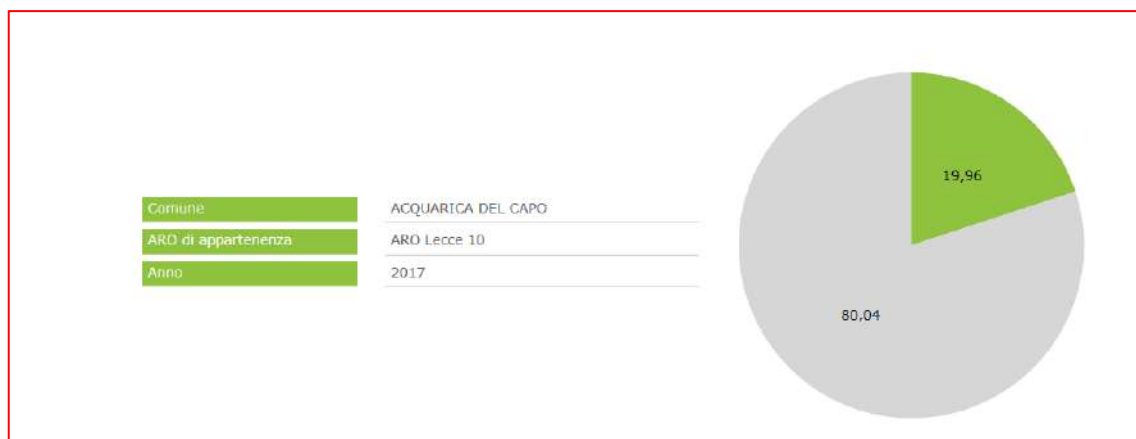 Comune ACQUARICA DEL CAPO
ARO di appartenenza ARO Lecce 10
Anno 2017
19,96
80,04